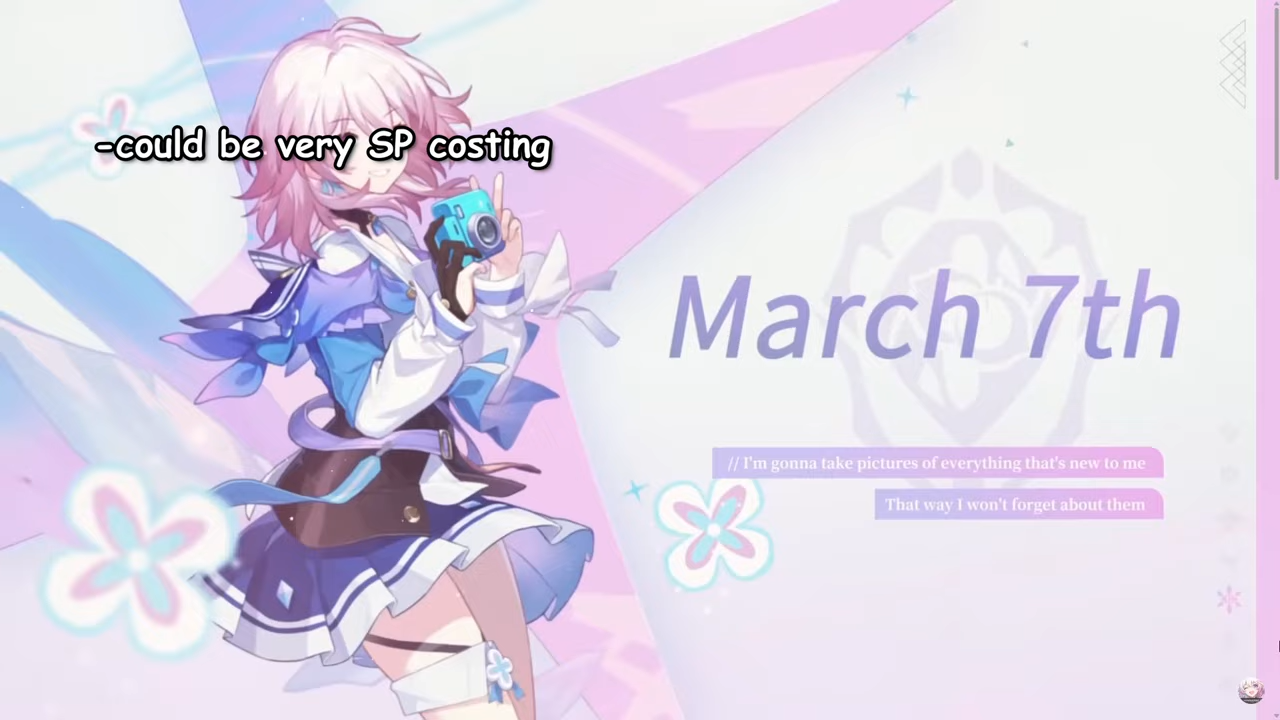 -could be very SP costing
March 7th
// I'm gonna take pictures of everything that's new to me
That way I won't forget about them